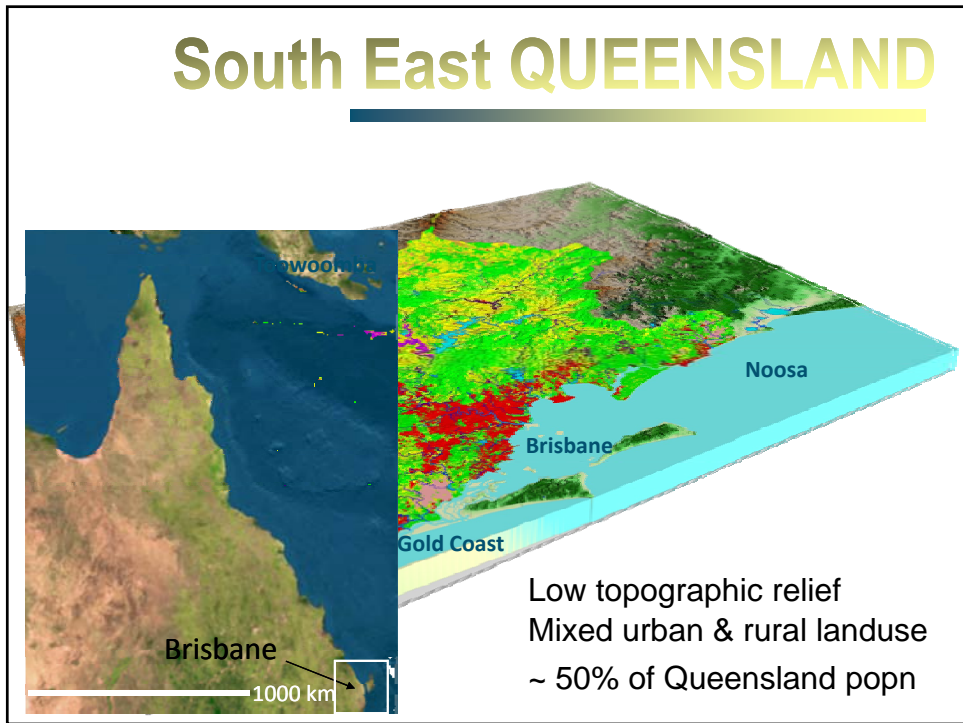 South East QUEENSLAND
owoomba
Noosa
Brisbane
Gold Coast
Low topographic relief
Mixed urban & rural landuse
~ 50% of Queensland popn
Brisbane
1000 km